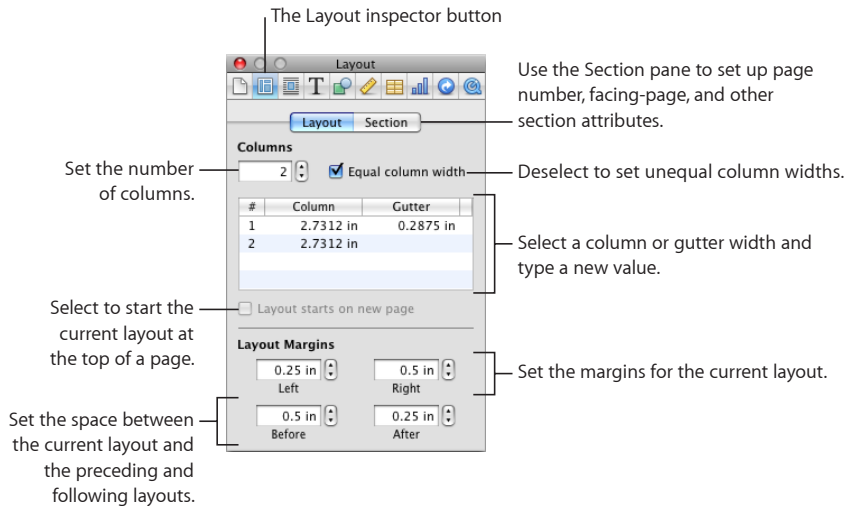 The Layout inspector button
Layout
T
Use the Section pane to set up page
number, facing-page, and other
section attributes.
Layout
Section
Columns
Set the number
of columns.
2
Equal column width
Deselect to set unequal column widths.
# Column Gutter
1 2.7312 in 0.2875 in
2 2.7312 in
Select a column or gutter width and
type a new value.
Select to start the
current layout at
the top of a page.
Layout starts on new page
Layout Margins
0.25 in 0.5 in
Left Right
Set the margins for the current layout.
Set the space between
the current layout and
the preceding and
following layouts.
0.5 in 0.25 in
Before After